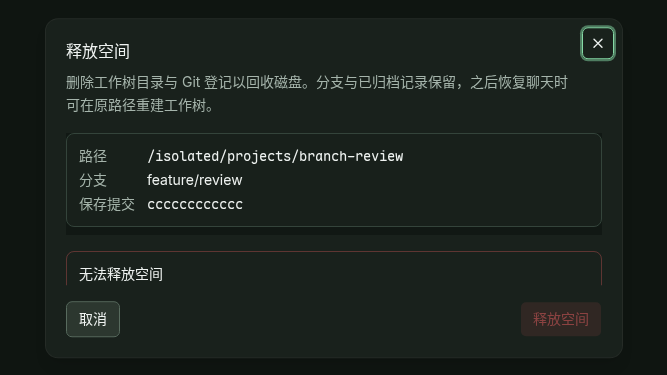 释放空间
删除工作树目录与 Git 登记以回收磁盘。分支与已归档记录保留，之后恢复聊天时
可在原路径重建工作树。
路径 /isolated/projects/branch-review
分支 feature/review
保存提交 cccccccccccc
无法释放空间
取消 释放空间